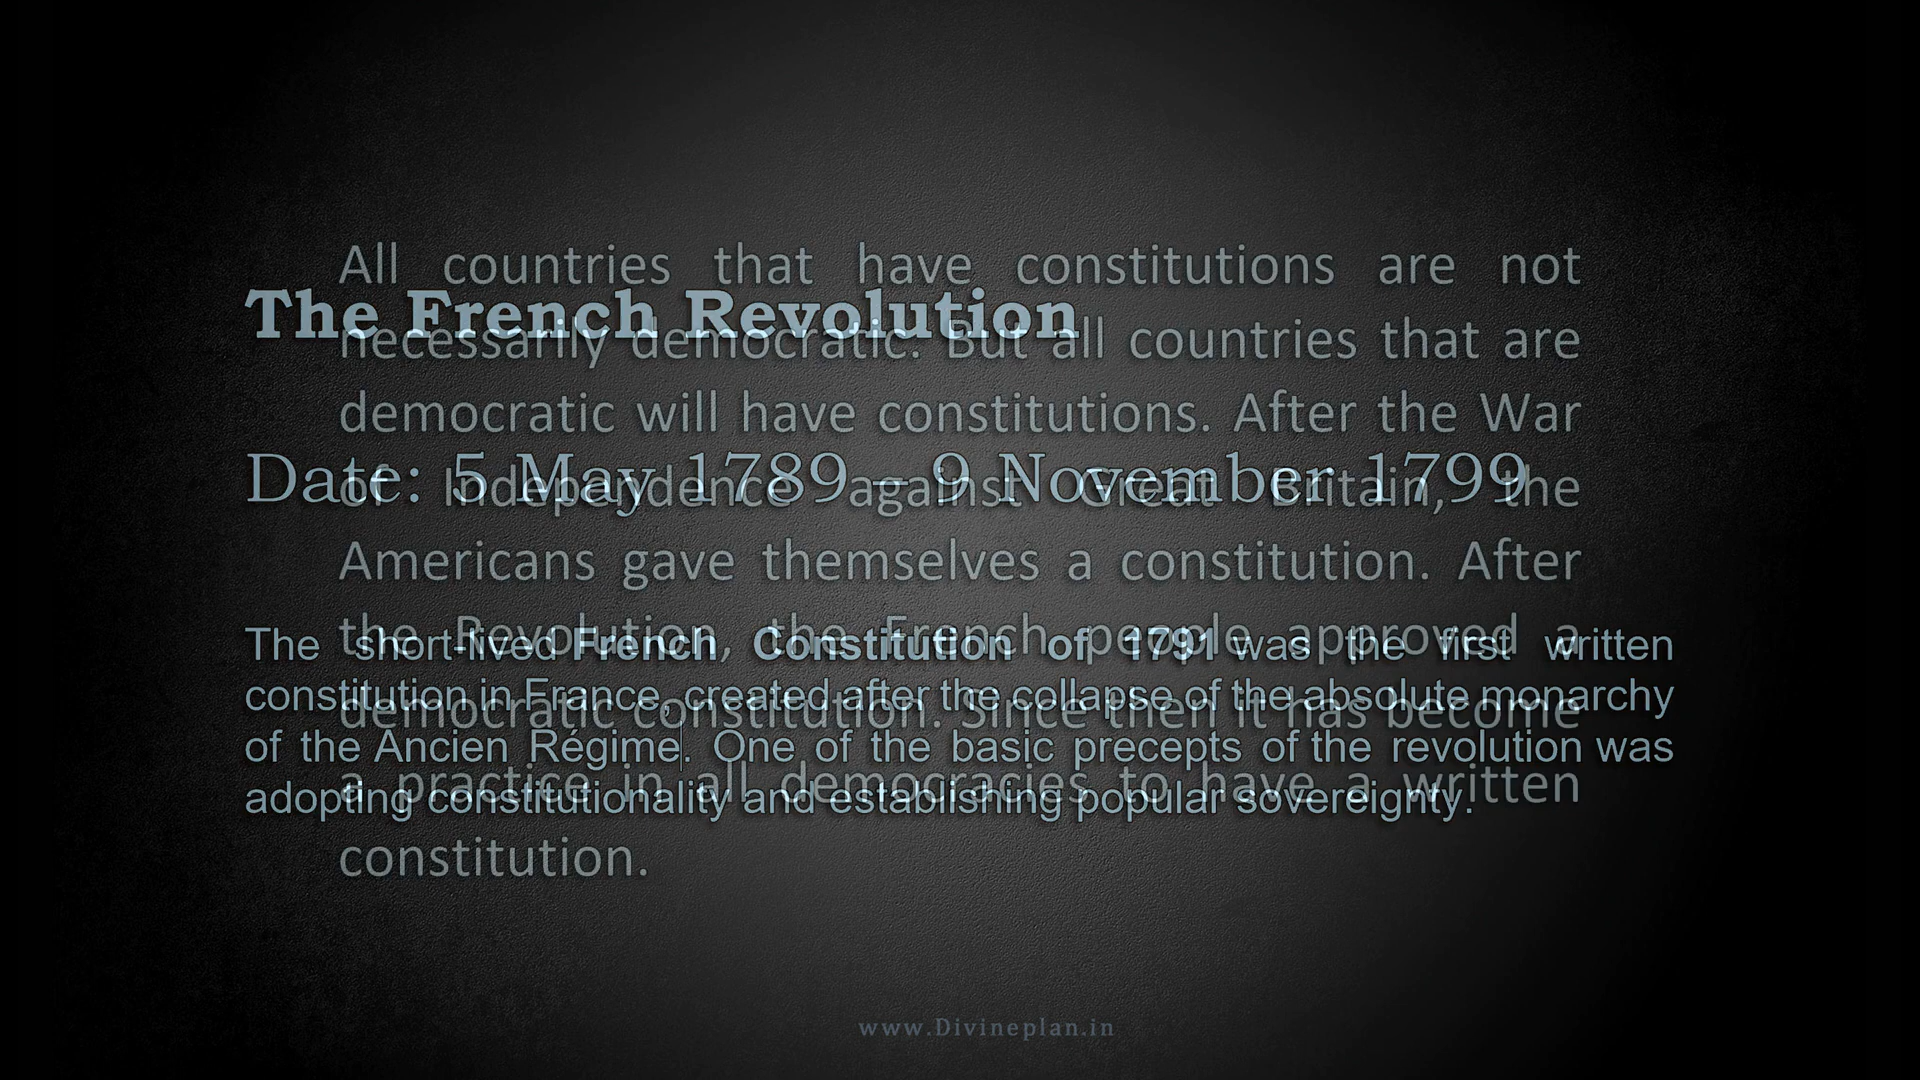 All countries that have constitutions are not
necessarily democratic. But all countries that are
democratic will have constitutions. After the War
of Independence against Great Britain, the
Americans gave themselves a constitution. After
the Revolution, the French people approved a
democratic constitution. Since then it has become
a practice in all democracies to have a written
constitution.
The French Revolution
Date: 5 May 1789 – 9 November 1799
The short-lived French Constitution of 1791 was the first written
constitution in France, created after the collapse of the absolute monarchy
of the Ancien Régime. One of the basic precepts of the revolution was
adopting constitutionality and establishing popular sovereignty.
www.Divineplan.in